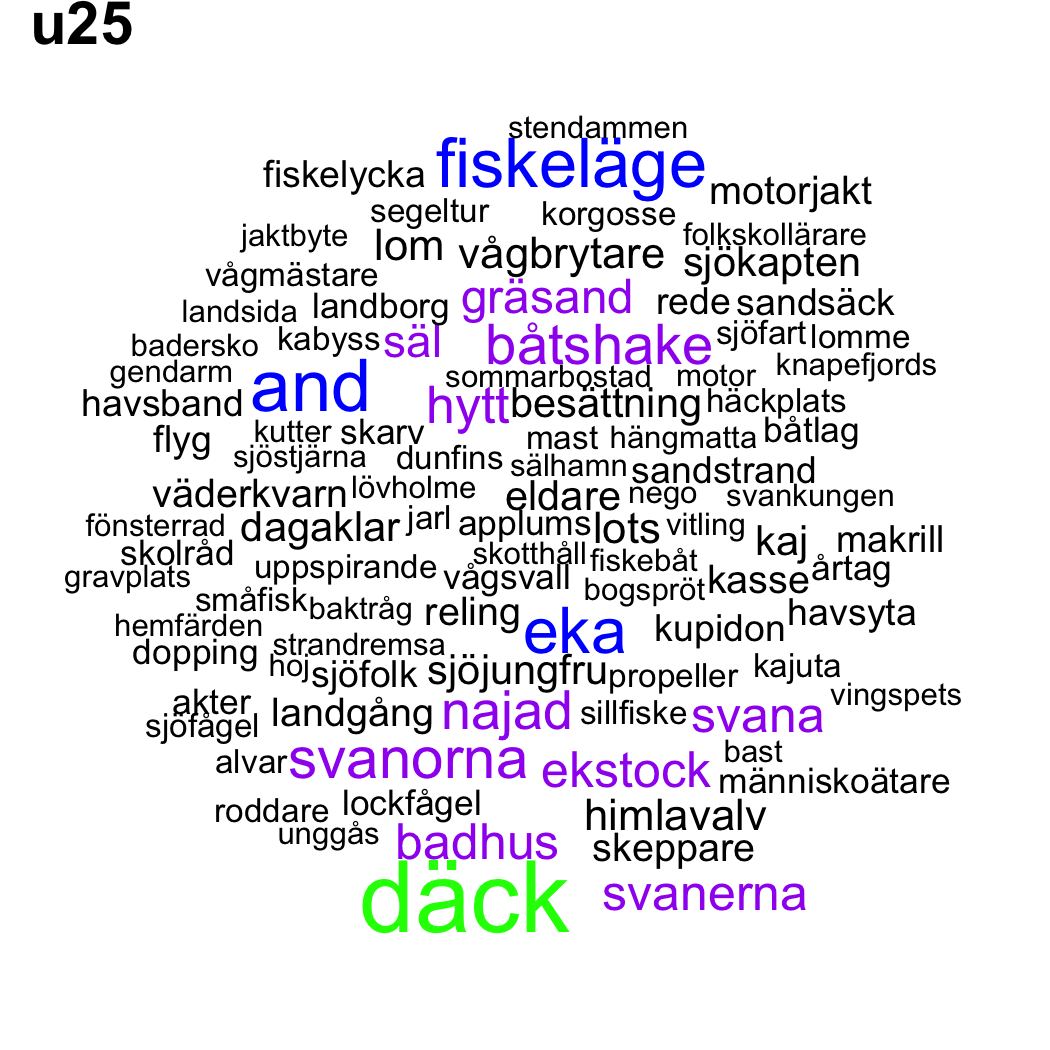 u25
stendammen
fiskelycka fiskeläge motorjakt
segeltur korgosse
jaktbyte lom vågbrytare folkskollärare
vågmästare sjökapten
landsida landborg gräsand rede sandsäck
badersko kabyss säl båtshake sjöfart lomme
gendarm and sommarbostad motor knapefjords
havsband hytt besättning häckplats
flyg kutter skarv mast hängmatta båtlag
sjöstjärna dunfins sälhamn sandstrand
väderkvarn lövholme eldare nego svankungen
fönsterrad dagaklar jarl applums lots vitling kaj makrill
skolråd skotthåll fiskebåt
gravplats uppspirande vågsvall bogspröt kasse årtag
småfisk baktråg reling havsyta
hemfärden eka kupidon
dopping strandremsa
hoj sjöfolk sjöjungfru propeller kajuta
akter vingspets
sjöfågel landgång najad sillfiske svana
alvar svanorna ekstock bast
människoätare
roddare lockfågel himlavalv
unggås badhus skeppare
däck svanerna